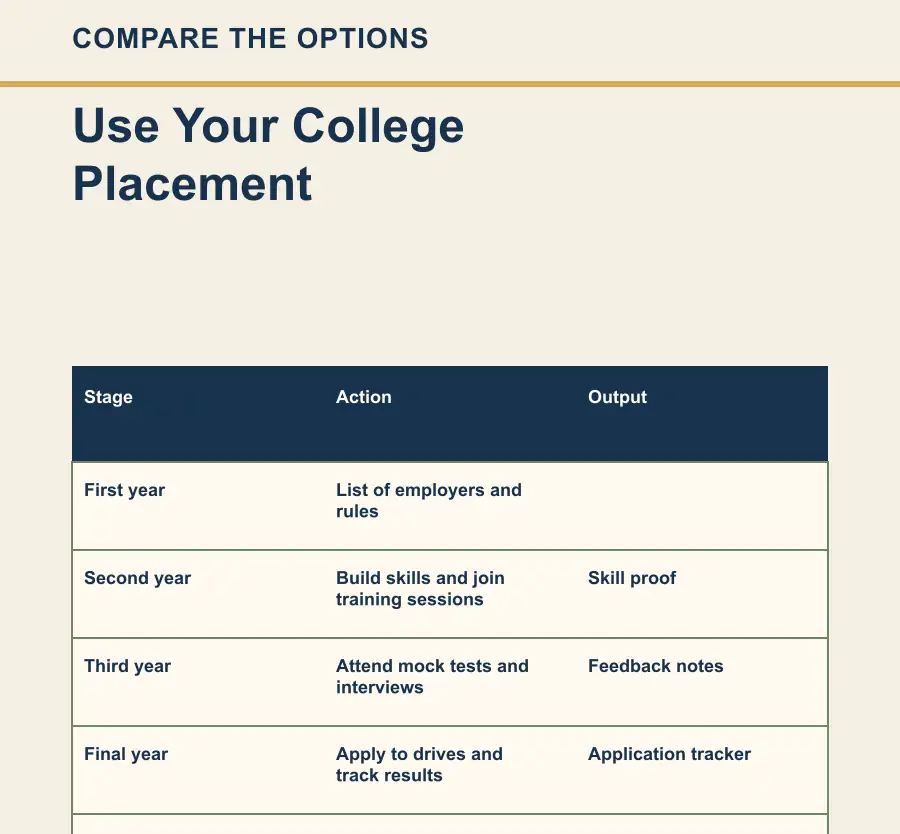 COMPARE THE OPTIONS
Use Your College
Placement
Stage Action Output
First year List of employers and
rules
Second year Build skills and join Skill proof
training sessions
Third year Attend mock tests and Feedback notes
interviews
Final year Apply to drives and Application tracker
track results